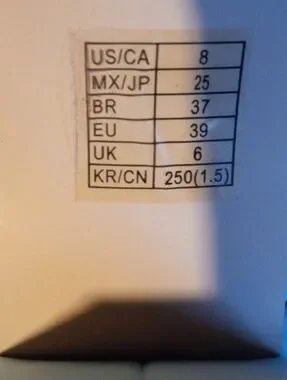 US/CA 8
MX/JP 25
BR 37
EU 39
UK 6
KR/CN 250(1.5)